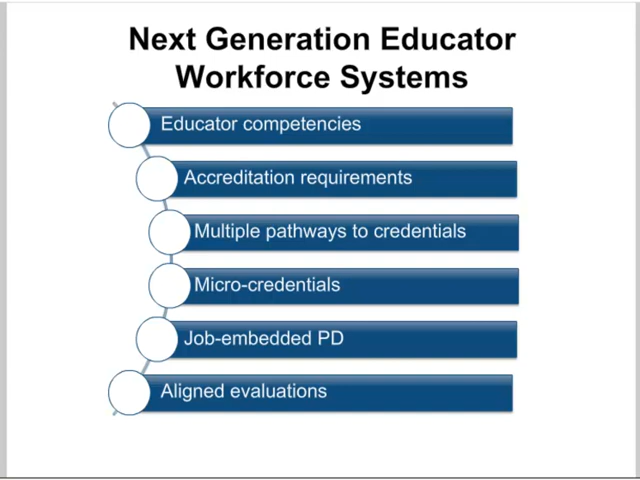 Next Generation Educator
Workforce Systems
Educator competencies
Accreditation requirements
Multiple pathways to credentials
Micro-credentials
Job-embedded PD
Aligned evaluations